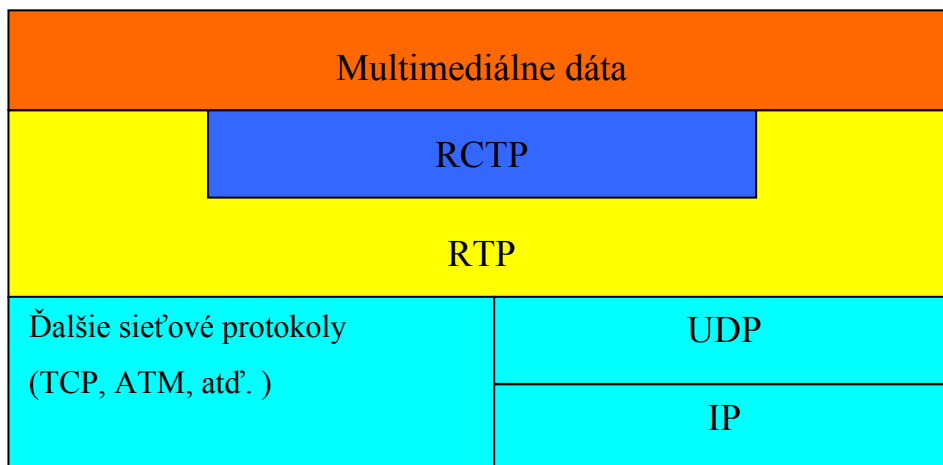 Multimediálne dáta
RCTP
RTP
Ďalšie sieťové protokoly
(TCP, ATM, atď. )
UDP
IP